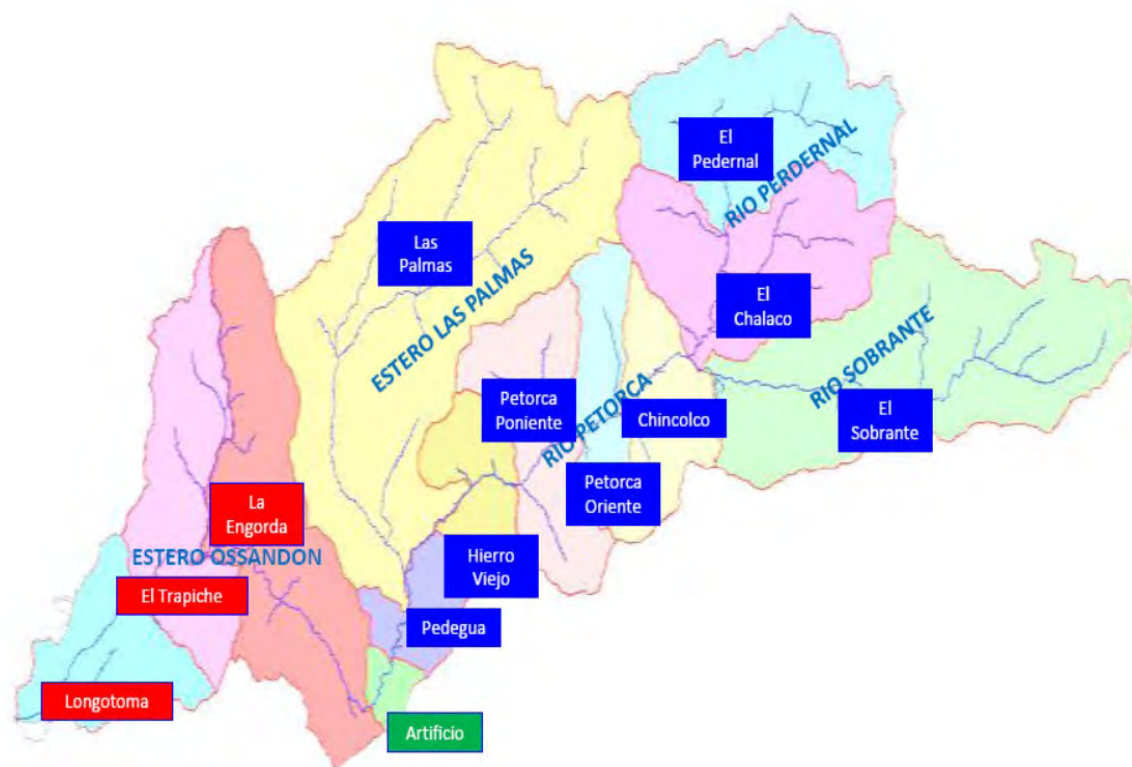 El
Pedernal
RIO PERDERNAL
Las
Palmas
ESTERO LAS PALMAS
El
Chalaco
RIO SOBRANTE
Petorca
Poniente
RIO PETORCA
Chincolco
El
Sobrante
Petorca
Oriente
La
Engorda
ESTERO OSSANDON
Hierro
Viejo
El Trapiche
Pedegua
Longotoma
Artificio